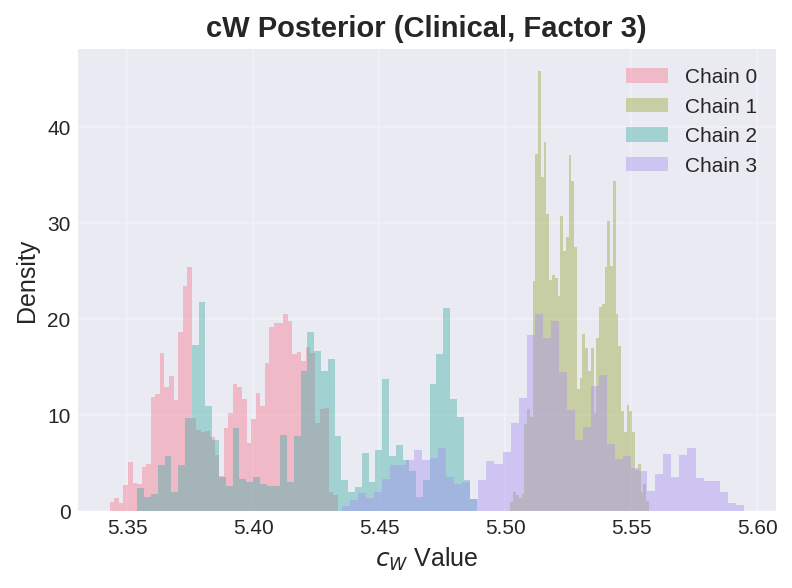 cW Posterior (Clinical, Factor 3)
Chain 0
Chain 1
Chain 2
Chain 3
Density
40
30
20
10
0
5.35 5.40 5.45 5.50 5.55 5.60
c_W Value